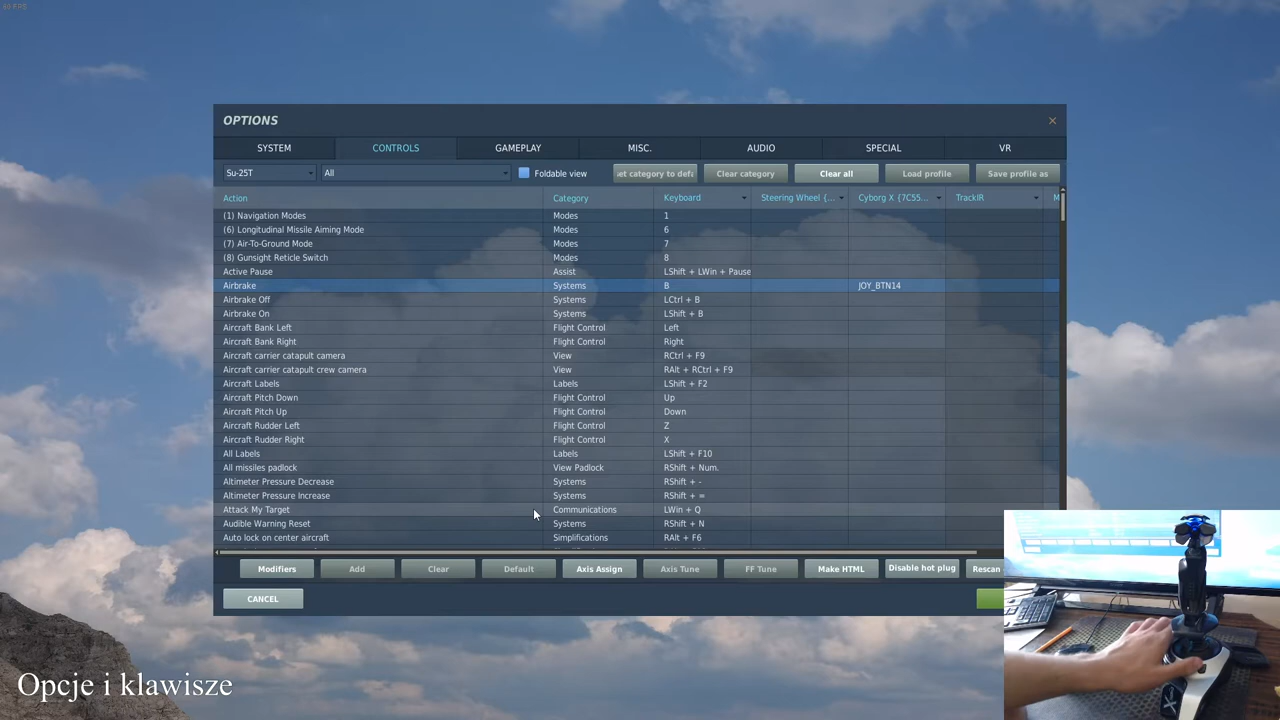 60 FPS
OPTIONS ×
SYSTEM CONTROLS GAMEPLAY MISC. AUDIO SPECIAL VR
Su-25T All Foldable view et category to defa Clear category Clear all Load profile Save profile as
Action Category Keyboard Steering Wheel {... Cyborg X {7C55... TrackIR M
(1) Navigation Modes Modes 1
(6) Longitudinal Missile Aiming Mode Modes 6
(7) Air-To-Ground Mode Modes 7
(8) Gunsight Reticle Switch Modes 8
Active Pause Assist LShift + LWin + Pause
Airbrake Systems B JOY_BTN14
Airbrake Off Systems LCtrl + B
Airbrake On Systems LShift + B
Aircraft Bank Left Flight Control Left
Aircraft Bank Right Flight Control Right
Aircraft carrier catapult camera View RCtrl + F9
Aircraft carrier catapult crew camera View RAlt + RCtrl + F9
Aircraft Labels Labels LShift + F2
Aircraft Pitch Down Flight Control Up
Aircraft Pitch Up Flight Control Down
Aircraft Rudder Left Flight Control Z
Aircraft Rudder Right Flight Control X
All Labels Labels LShift + F10
All missiles padlock View Padlock RShift + Num.
Altimeter Pressure Decrease Systems RShift + -
Altimeter Pressure Increase Systems RShift + =
Attack My Target Communications LWin + Q
Audible Warning Reset Systems RShift + N
Auto lock on center aircraft Simplifications RAlt + F6
Modifiers Add Clear Default Axis Assign Axis Tune FF Tune Make HTML Disable hot plug Rescan
CANCEL
Opcje i klawisze